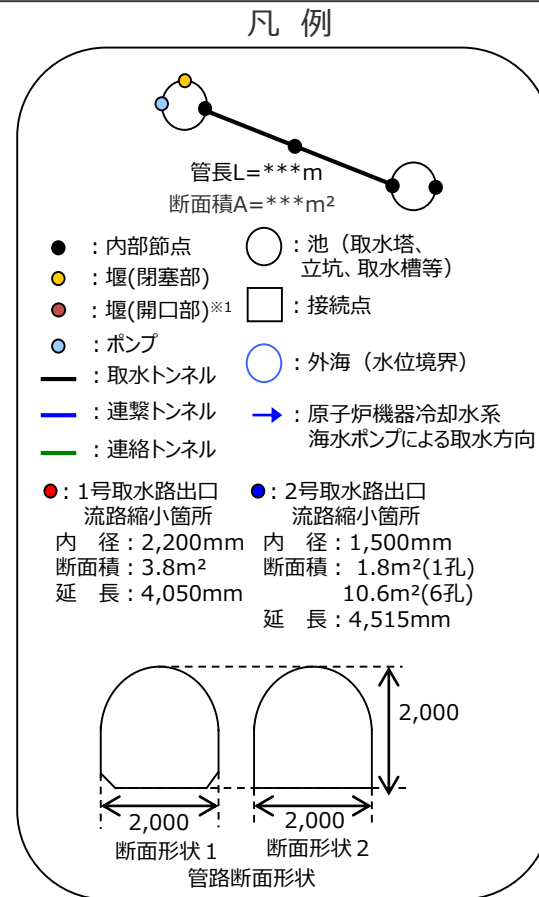 凡 例
管長L=***m
断面積A=***m²
：内部節点
：堰(閉塞部)
：堰(開口部)※1
：ポンプ
：取水トンネル
：連繋トンネル
：連絡トンネル
：池（取水塔、
立坑、取水槽等）
：接続点
：外海（水位境界）
：原子炉機器冷却水系
海水ポンプによる取水方向
：1号取水路出口
流路縮小箇所
内 径：2,200mm
断面積：3.8m²
延 長：4,050mm
：2号取水路出口
流路縮小箇所
内 径：1,500mm
断面積： 1.8m²(1孔)
10.6m²(6孔)
延 長：4,515mm
2,000
2,000
2,000
断面形状１
断面形状２
管路断面形状